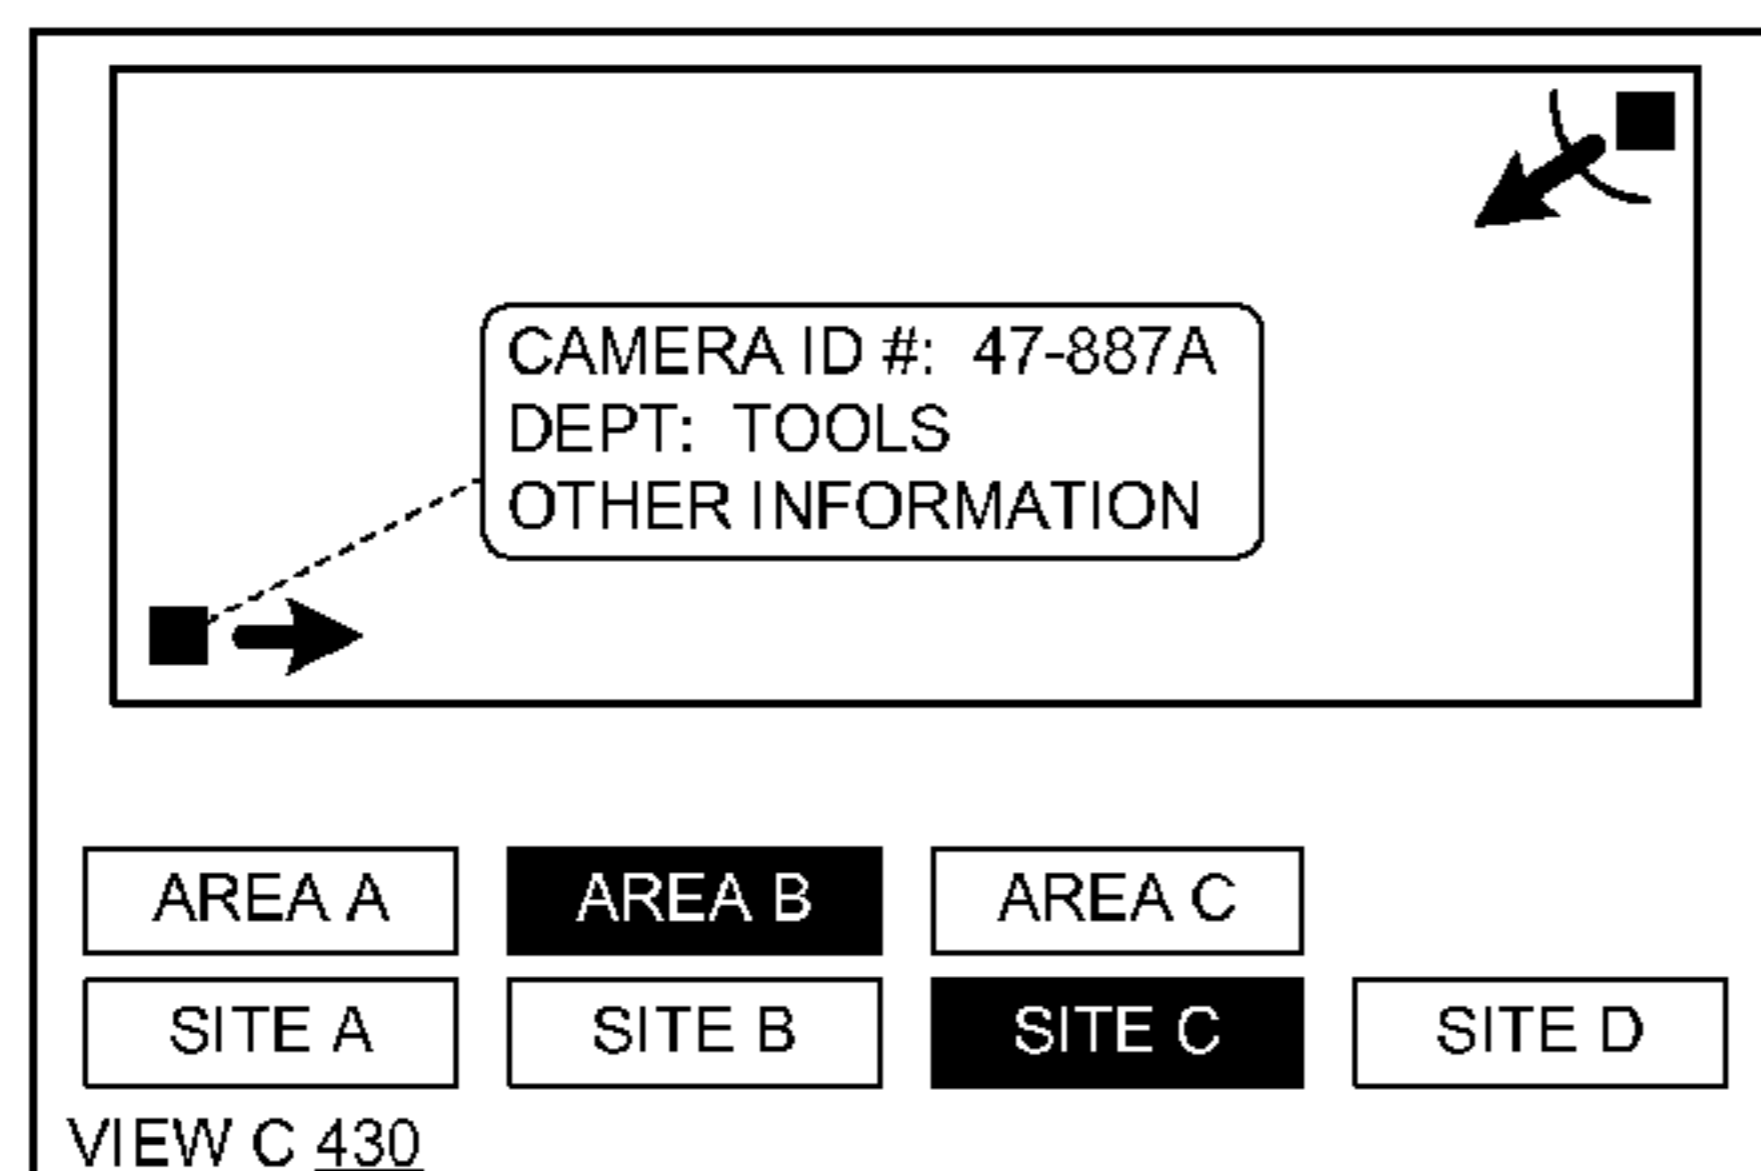 CAMERA ID #: 47-887A
DEPT: TOOLS
OTHER INFORMATION
AREA A AREA B AREA C
SITE A SITE B SITE C SITE D
VIEW C 430